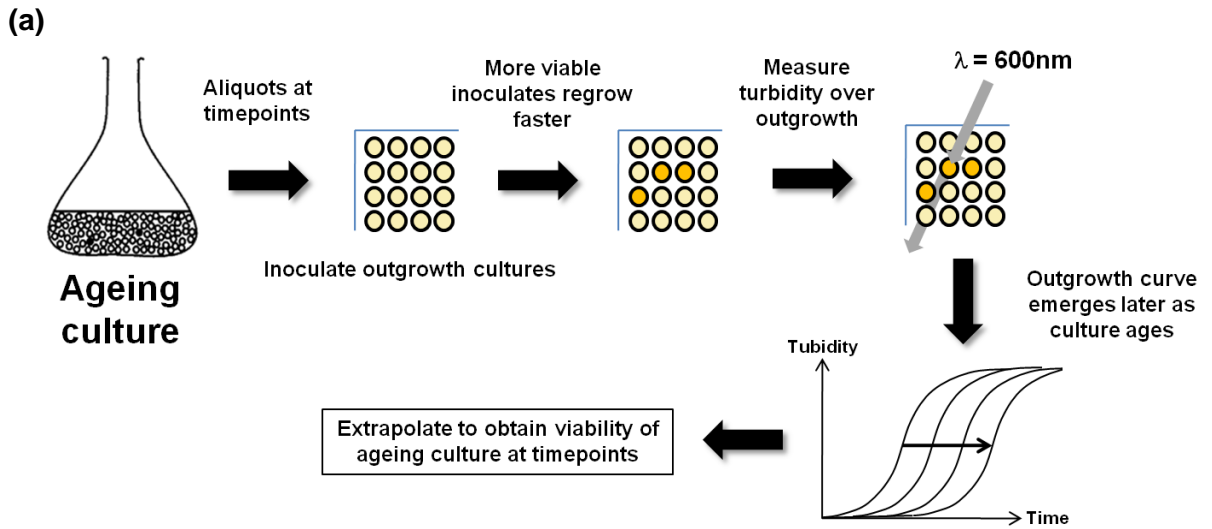 (a)
Aliquots at
timepoints
More viable
inoculates regrow
faster
Measure
turbidity over
outgrowth
λ = 600nm
Inoculate outgrowth cultures
Ageing
culture
Outgrowth curve
emerges later as
culture ages
Tubidity
Time
Extrapolate to obtain viability of
ageing culture at timepoints